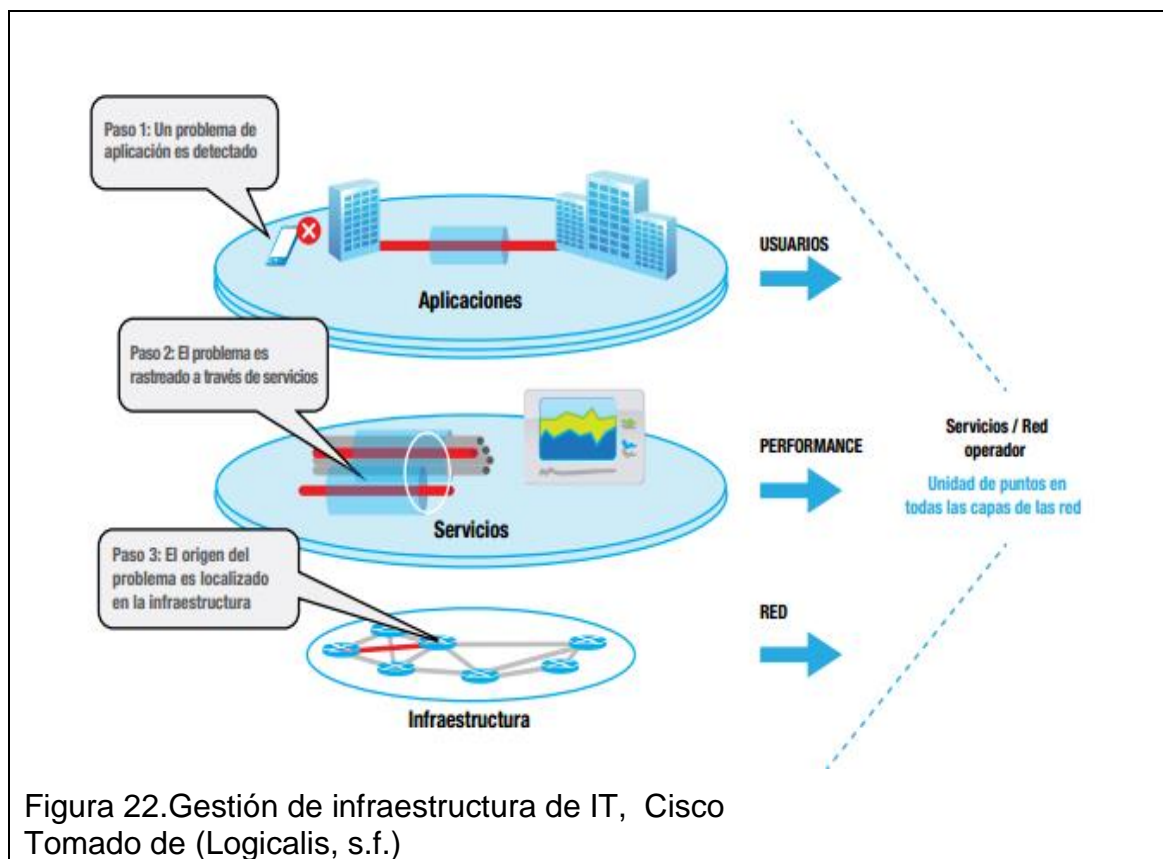 Paso 1: Un problema de
aplicación es detectado
Aplicaciones
USUARIOS
Paso 2: El problema es
rastreado a través de servicios
Servicios
PERFORMANCE
Servicios / Red
operador
Unidad de puntos en
todas las capas de las red
Paso 3: El origen del
problema es localizado
en la infraestructura
Infraestructura
RED
Figura 22.Gestión de infraestructura de IT, Cisco
Tomado de (Logicalis, s.f.)